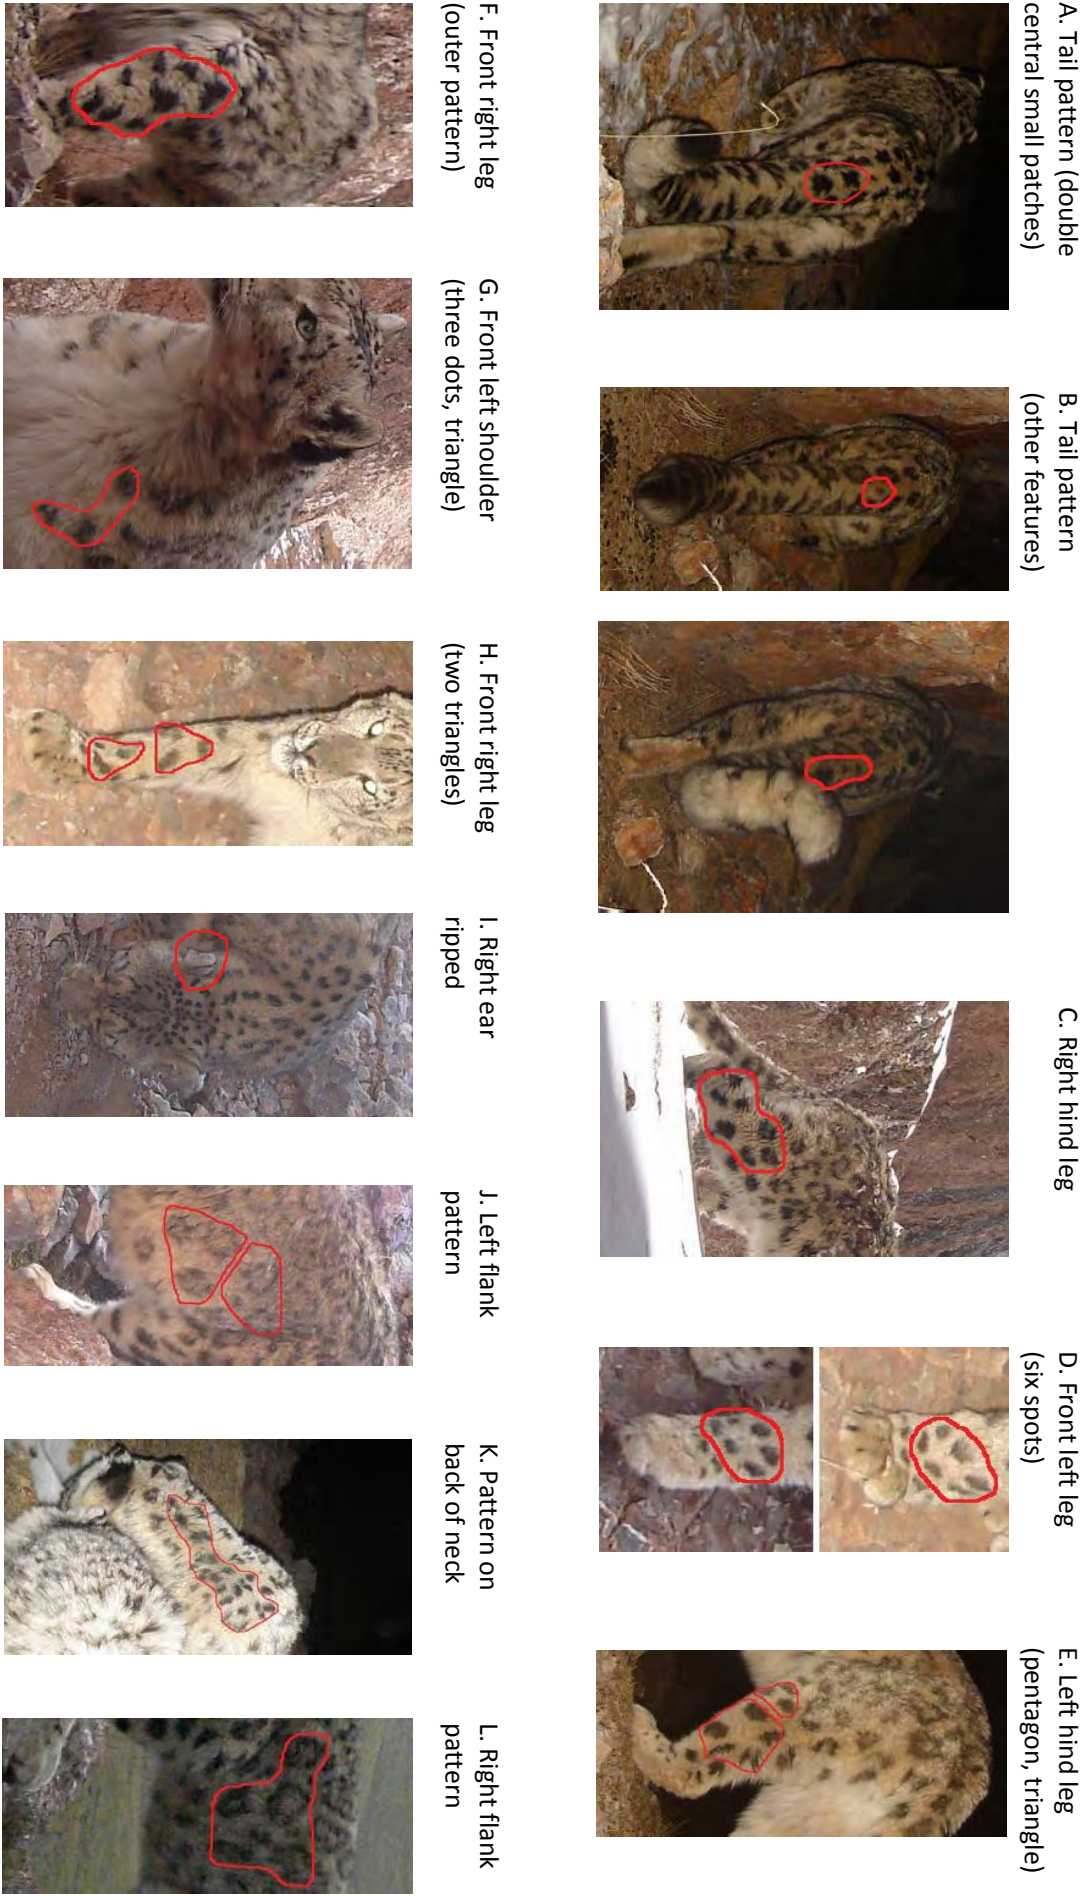 A. Tail pattern (double
central small patches)
B. Tail pattern
(other features)
C. Right hind leg
D. Front left leg
(six spots)
E. Left hind leg
(pentagon, triangle)
F. Front right leg
(outer pattern)
G. Front left shoulder
(three dots, triangle)
H. Front right leg
(two triangles)
I. Right ear
ripped
J. Left flank
pattern
K. Pattern on
back of neck
L. Right flank
pattern